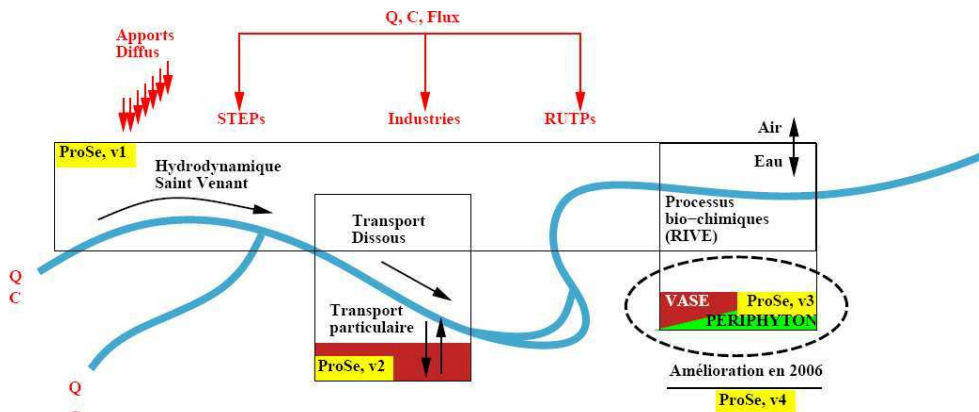 Q, C, Flux
Apports
Diffus
STEPs
Industries
RUTPs
Air
Eau
ProSe, v1
Hydrodynamique
Saint Venant
Processus
bio-chimiques
(RIVE)
Transport
Dissous
Q
C
Transport
particulaire
ProSe, v2
VASE
ProSe, v3
PERIPHYTON
Amélioration en 2006
ProSe, v4
Q